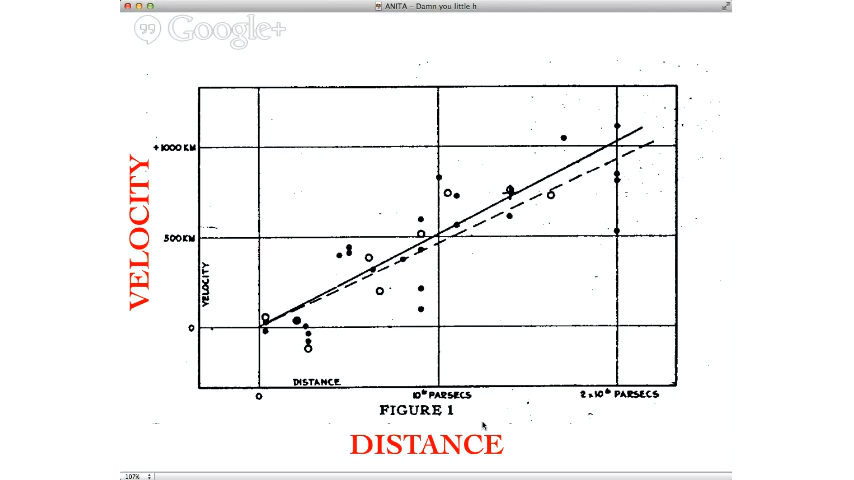 ANITA – Damn you little h
Google+
+1000 KM
500 KM
0
VELOCITY
VELOCITY
DISTANCE
0
10⁶ PARSECS
2 x 10⁶ PARSECS
FIGURE 1
DISTANCE
107%